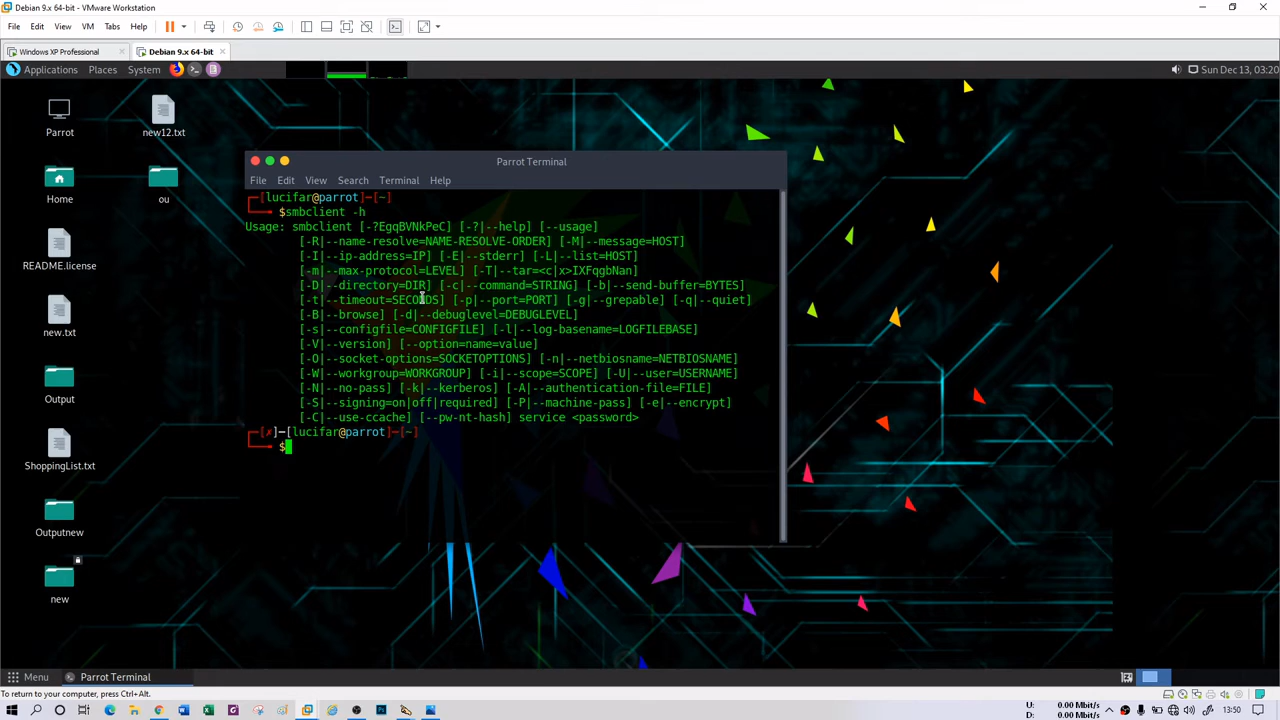 Debian 9.x 64-bit - VMware Workstation
File Edit View VM Tabs Help
Windows XP Professional Debian 9.x 64-bit
Applications Places System Sun Dec 13, 03:20
Parrot new12.txt
Home ou
README.license
new.txt
Output
ShoppingList.txt
Outputnew
new
Parrot Terminal
File Edit View Search Terminal Help
┌─[lucifar@parrot]─[~]
└──╼ $smbclient -h
Usage: smbclient [-?EgqBVNkPeC] [-?|--help] [--usage]
[-R|--name-resolve=NAME-RESOLVE-ORDER] [-M|--message=HOST]
[-I|--ip-address=IP] [-E|--stderr] [-L|--list=HOST]
[-m|--max-protocol=LEVEL] [-T|--tar=<c|x>IXFqgbNan]
[-D|--directory=DIR] [-c|--command=STRING] [-b|--send-buffer=BYTES]
[-t|--timeout=SECONDS] [-p|--port=PORT] [-g|--grepable] [-q|--quiet]
[-B|--browse] [-d|--debuglevel=DEBUGLEVEL]
[-s|--configfile=CONFIGFILE] [-l|--log-basename=LOGFILEBASE]
[-V|--version] [--option=name=value]
[-O|--socket-options=SOCKETOPTIONS] [-n|--netbiosname=NETBIOSNAME]
[-W|--workgroup=WORKGROUP] [-i|--scope=SCOPE] [-U|--user=USERNAME]
[-N|--no-pass] [-k|--kerberos] [-A|--authentication-file=FILE]
[-S|--signing=on|off|required] [-P|--machine-pass] [-e|--encrypt]
[-C|--use-ccache] [--pw-nt-hash] service <password>
┌─[✗]─[lucifar@parrot]─[~]
└──╼ $
Menu Parrot Terminal
To return to your computer, press Ctrl+Alt.
U: 0.00 Mbit/s
D: 0.00 Mbit/s
13:50